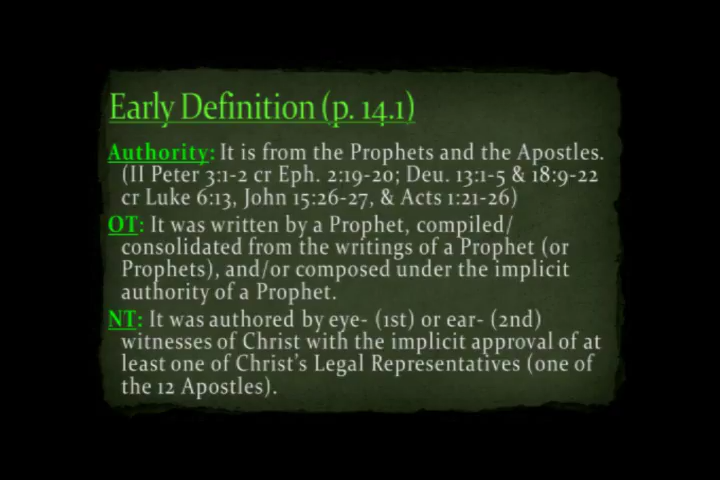 Early Definition (p. 14.1)
Authority: It is from the Prophets and the Apostles.
(II Peter 3:1-2 cr Eph. 2:19-20; Deu. 13:1-5 & 18:9-22
cr Luke 6:13, John 15:26-27, & Acts 1:21-26)
OT: It was written by a Prophet, compiled/
consolidated from the writings of a Prophet (or
Prophets), and/or composed under the implicit
authority of a Prophet.
NT: It was authored by eye- (1st) or ear- (2nd)
witnesses of Christ with the implicit approval of at
least one of Christ's Legal Representatives (one of
the 12 Apostles).